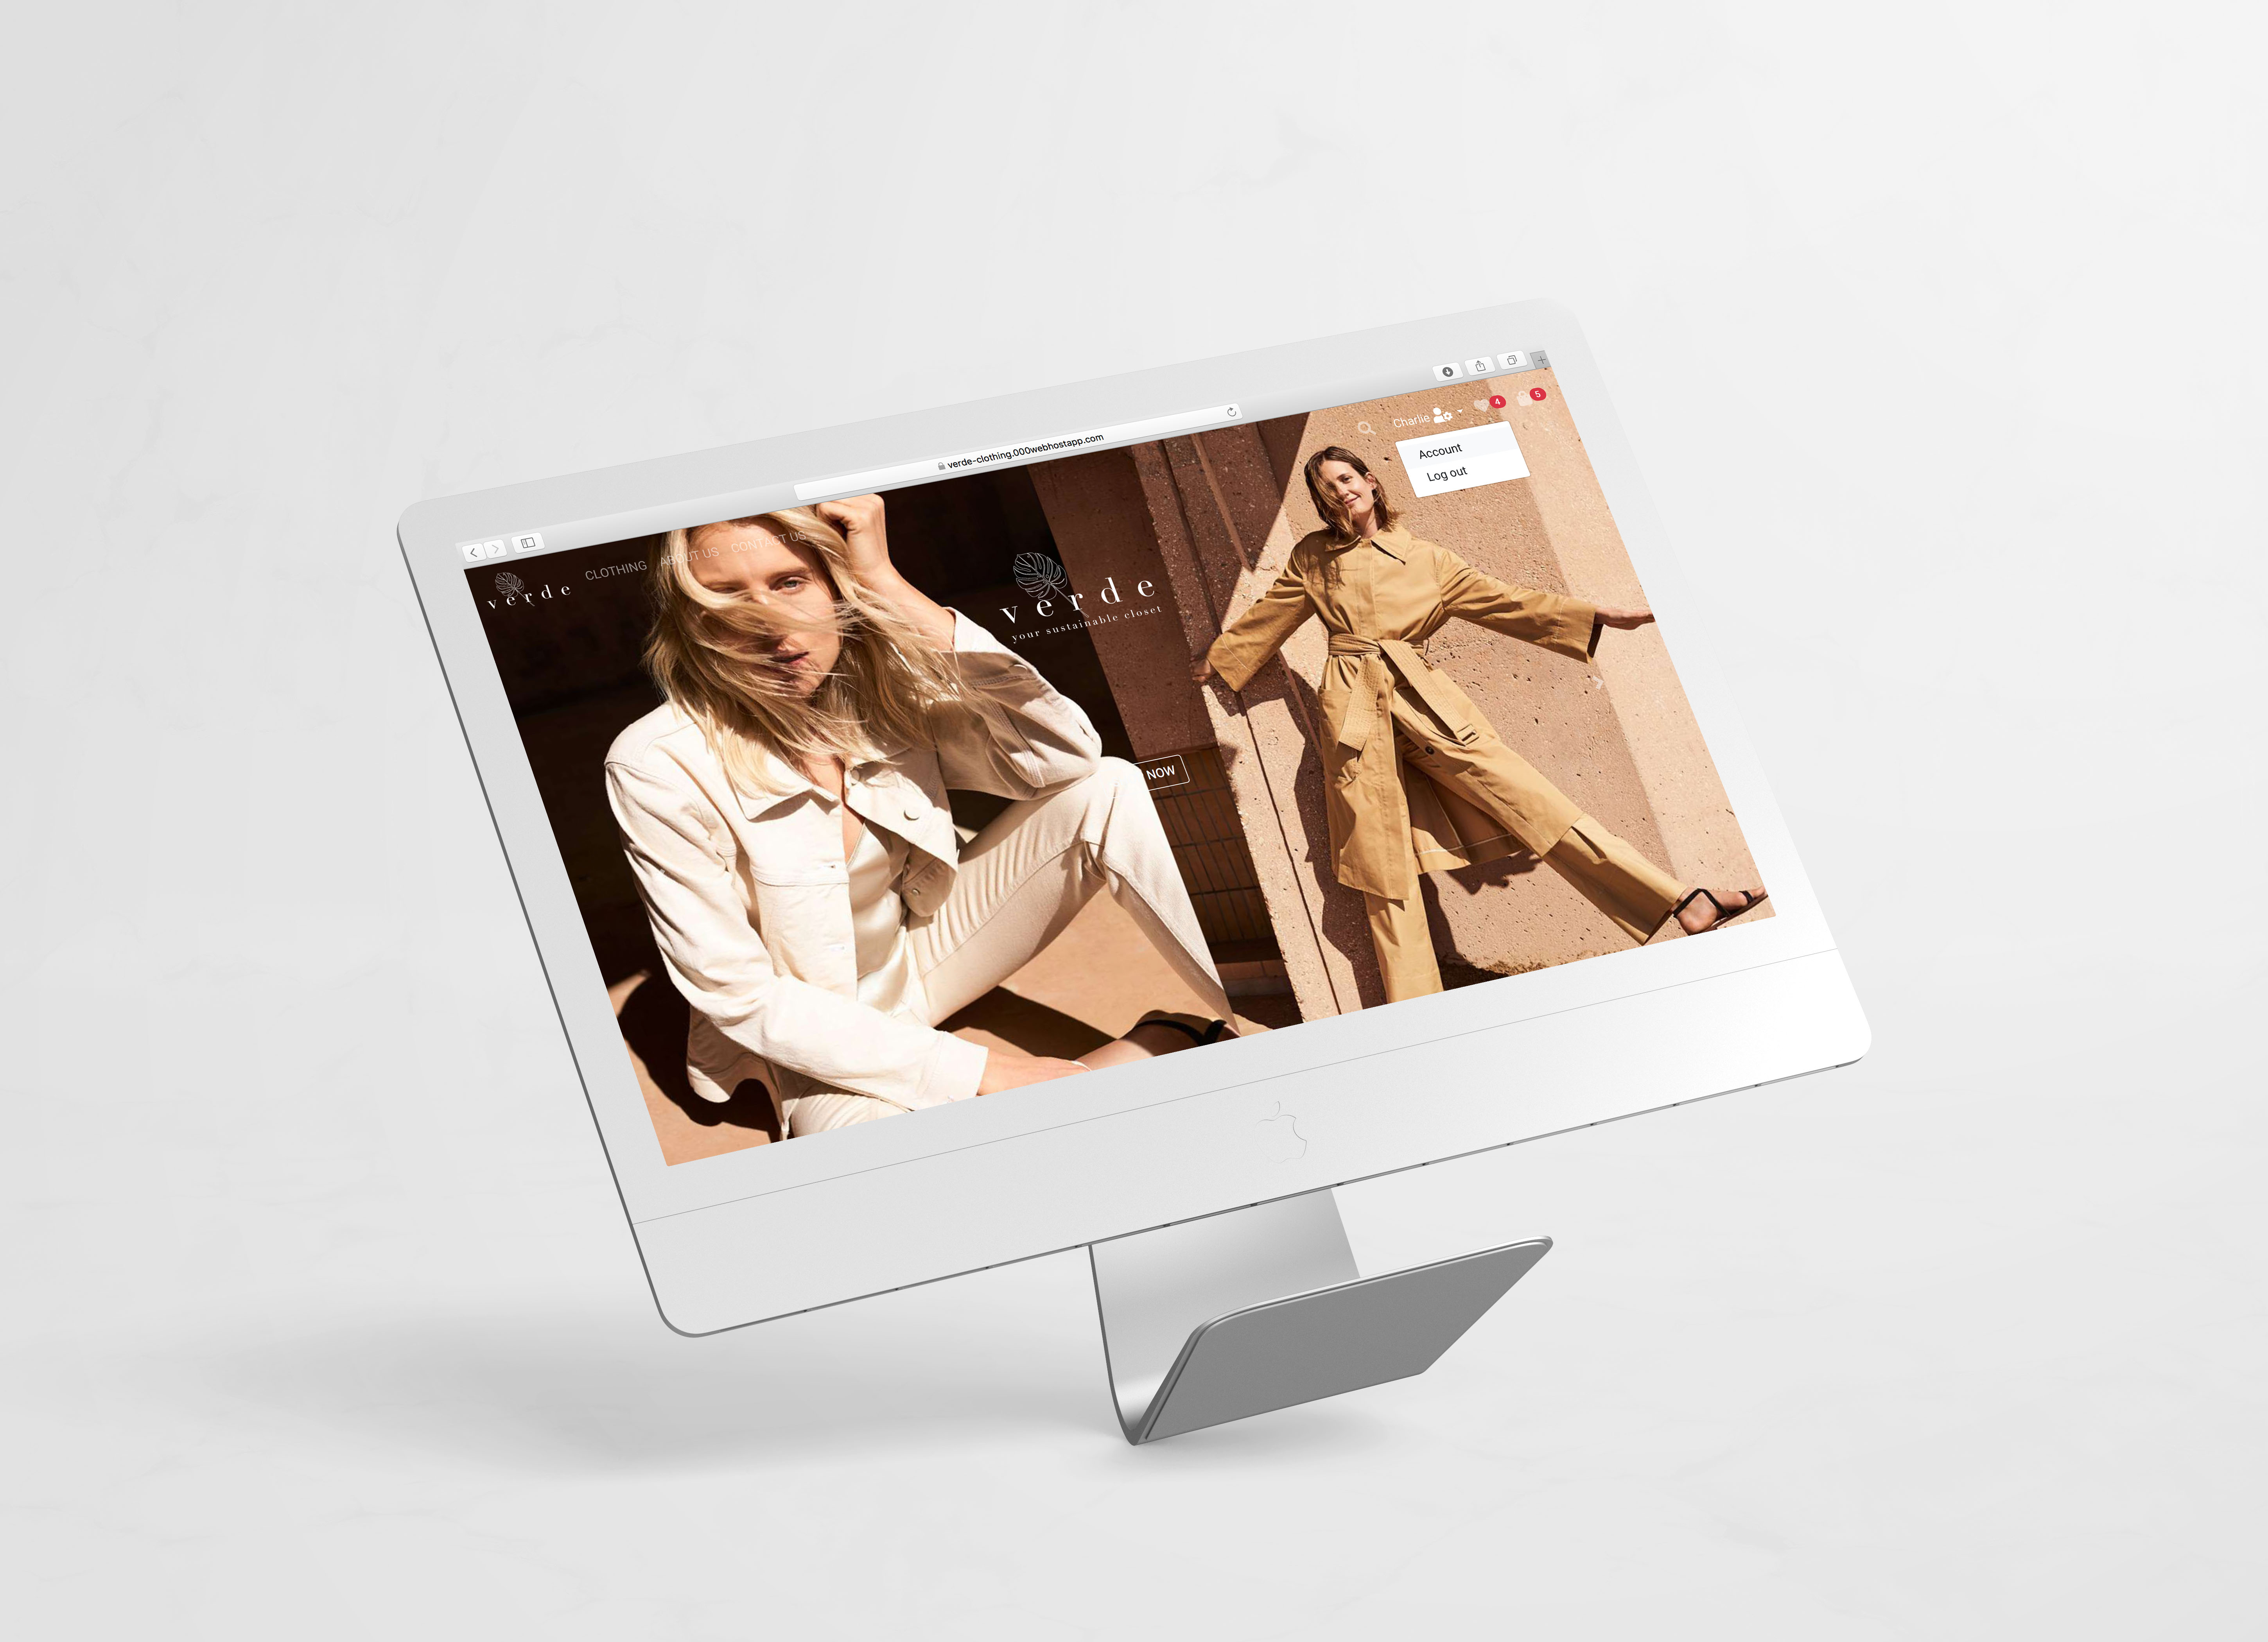 verde-clothing.000webhostapp.com
verde
CLOTHING ABOUT US CONTACT US
Charlie
4
5
Account
Log out
verde
your sustainable closet
NOW